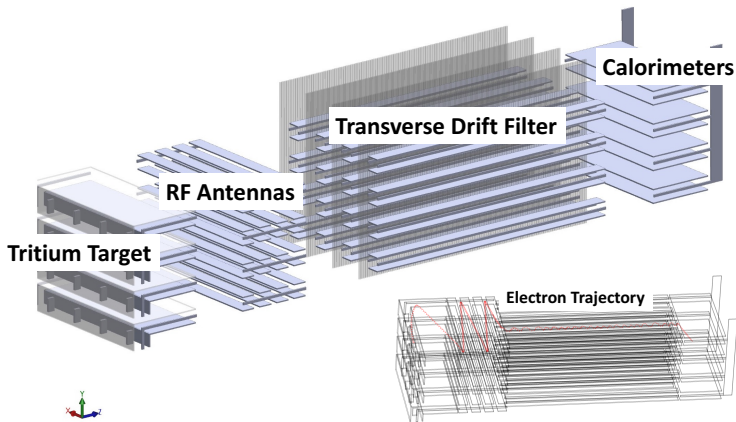 Calorimeters
Transverse Drift Filter
RF Antennas
Tritium Target
Electron Trajectory
Y
X
Z